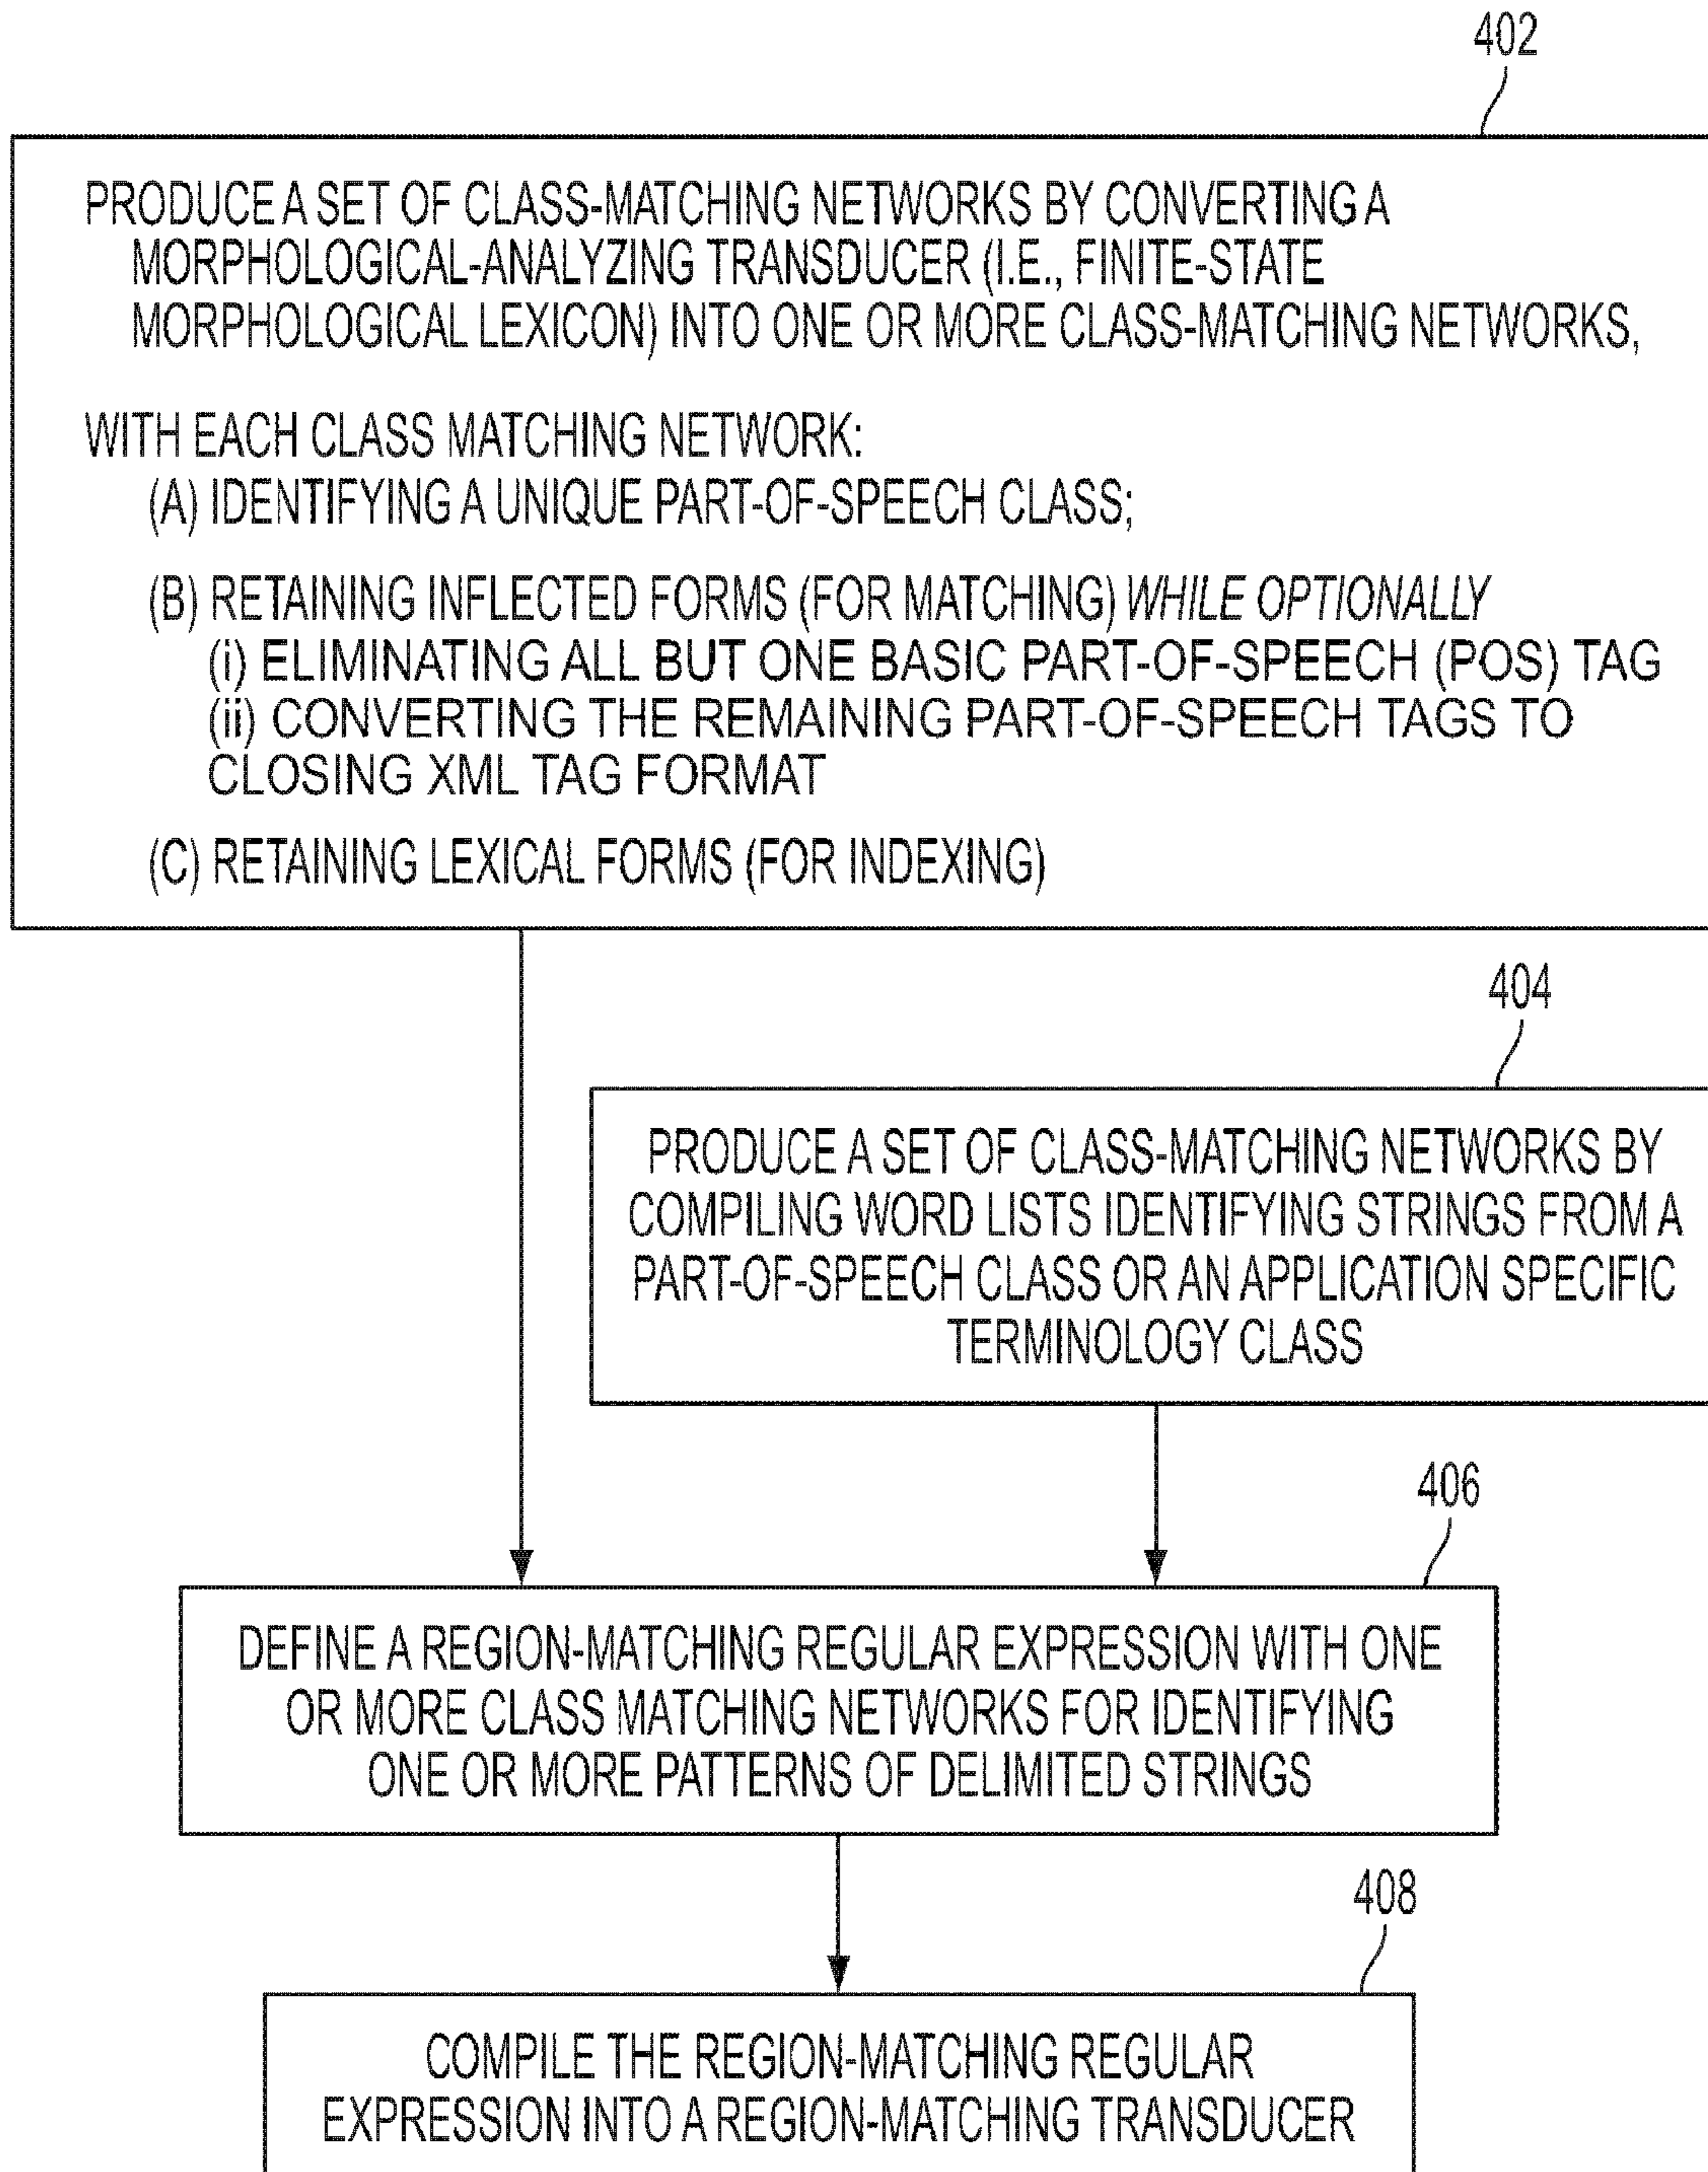 402
PRODUCE A SET OF CLASS-MATCHING NETWORKS BY CONVERTING A
MORPHOLOGICAL-ANALYZING TRANSDUCER (I.E., FINITE-STATE
MORPHOLOGICAL LEXICON) INTO ONE OR MORE CLASS-MATCHING NETWORKS,
WITH EACH CLASS MATCHING NETWORK:
(A) IDENTIFYING A UNIQUE PART-OF-SPEECH CLASS;
(B) RETAINING INFLECTED FORMS (FOR MATCHING) WHILE OPTIONALLY
(i) ELIMINATING ALL BUT ONE BASIC PART-OF-SPEECH (POS) TAG
(ii) CONVERTING THE REMAINING PART-OF-SPEECH TAGS TO
CLOSING XML TAG FORMAT
(C) RETAINING LEXICAL FORMS (FOR INDEXING)
404
PRODUCE A SET OF CLASS-MATCHING NETWORKS BY
COMPILING WORD LISTS IDENTIFYING STRINGS FROM A
PART-OF-SPEECH CLASS OR AN APPLICATION SPECIFIC
TERMINOLOGY CLASS
406
DEFINE A REGION-MATCHING REGULAR EXPRESSION WITH ONE
OR MORE CLASS MATCHING NETWORKS FOR IDENTIFYING
ONE OR MORE PATTERNS OF DELIMITED STRINGS
408
COMPILE THE REGION-MATCHING REGULAR
EXPRESSION INTO A REGION-MATCHING TRANSDUCER